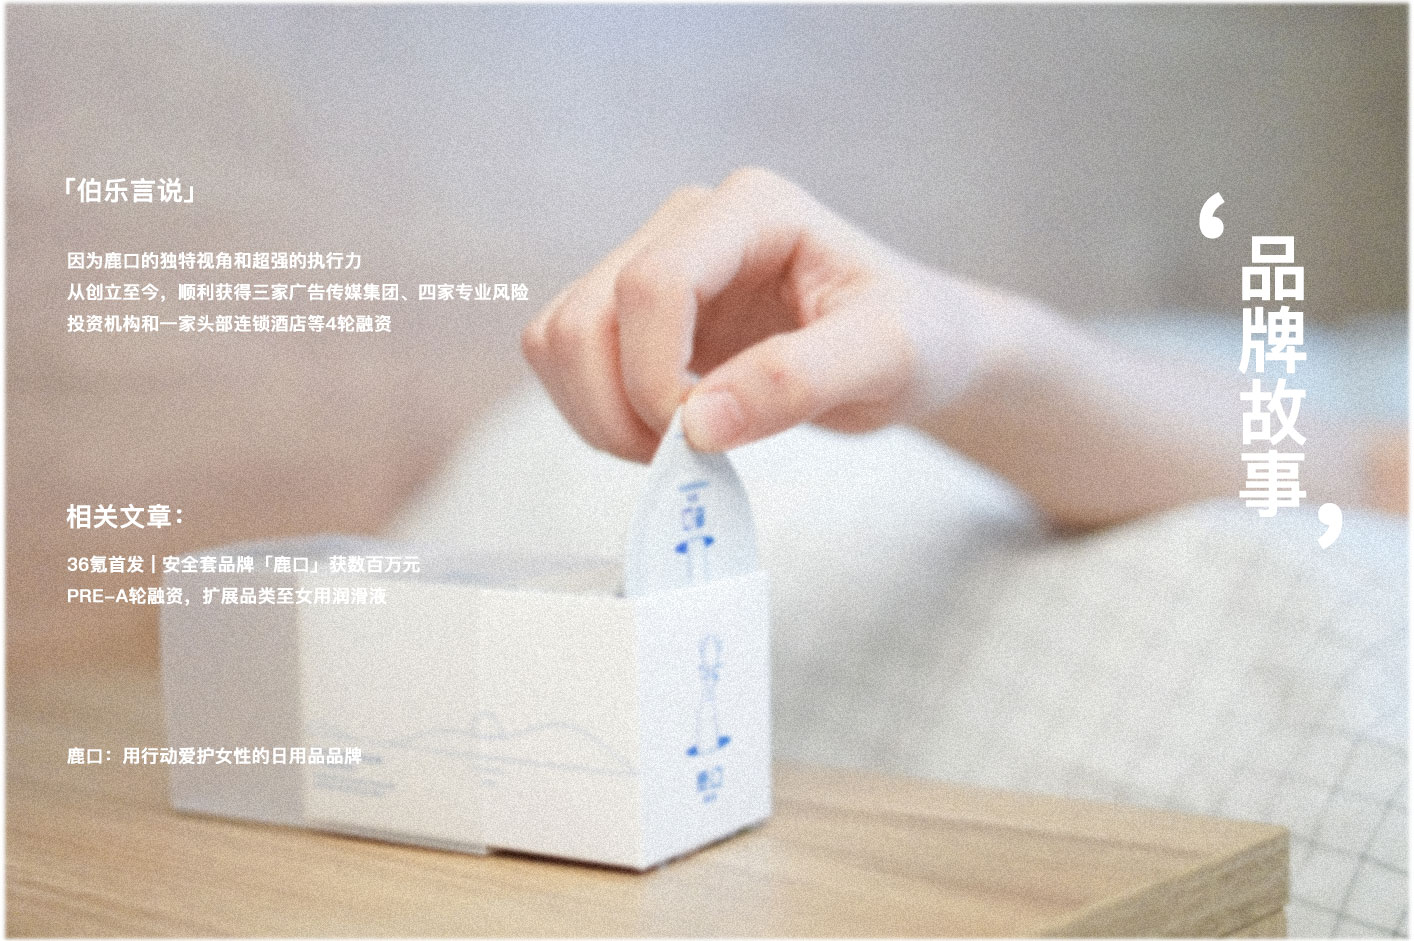 「伯乐言说」
因为鹿口的独特视角和超强的执行力
从创立至今，顺利获得三家广告传媒集团、四家专业风险
投资机构和一家头部连锁酒店等4轮融资
相关文章：
36氪首发 | 安全套品牌「鹿口」获数百万元
PRE-A轮融资，扩展品类至女用润滑液
鹿口：用行动爱护女性的日用品品牌
‘品牌故事’